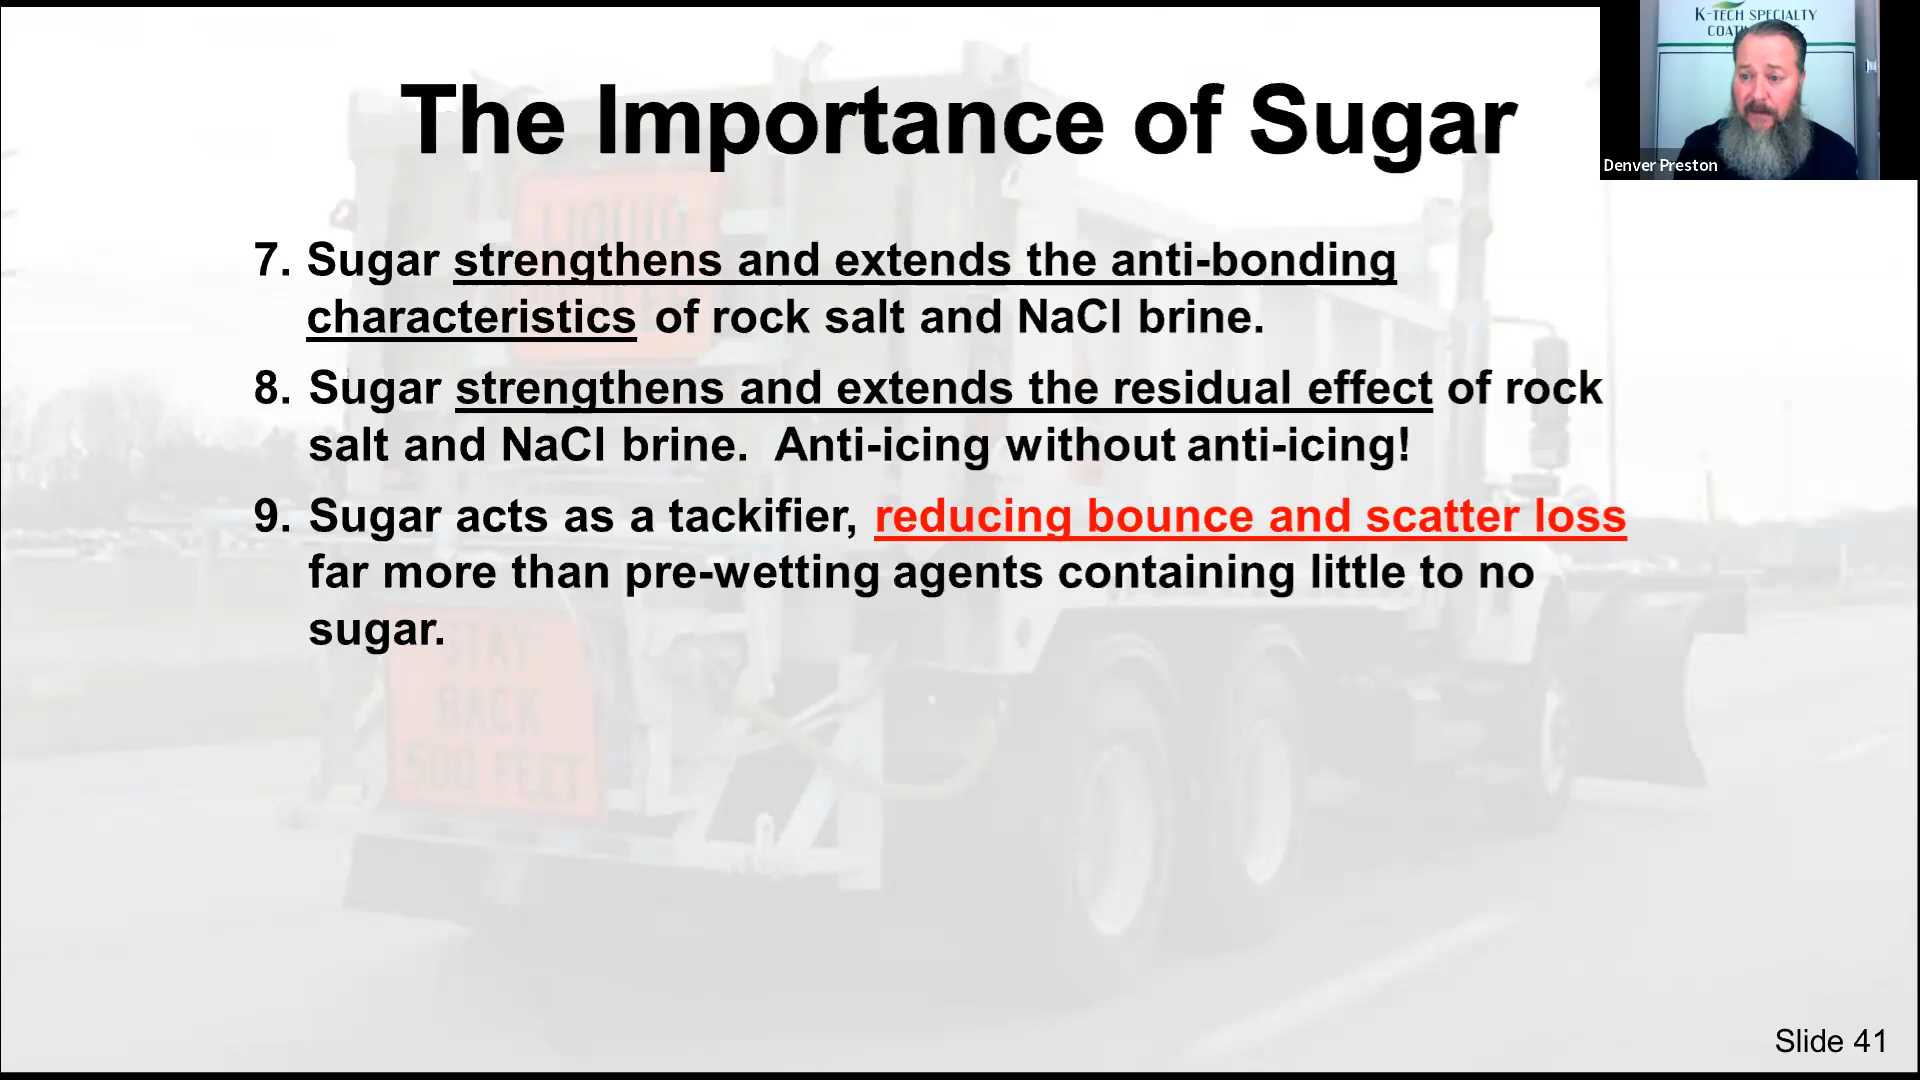 The Importance of Sugar
7. Sugar strengthens and extends the anti-bonding
characteristics of rock salt and NaCl brine.
8. Sugar strengthens and extends the residual effect of rock
salt and NaCl brine.  Anti-icing without anti-icing!
9. Sugar acts as a tackifier, reducing bounce and scatter loss
far more than pre-wetting agents containing little to no
sugar.
LIQUID
STAY
BACK
500 FEET
K-TECH SPECIALTY
Denver Preston
Slide 41